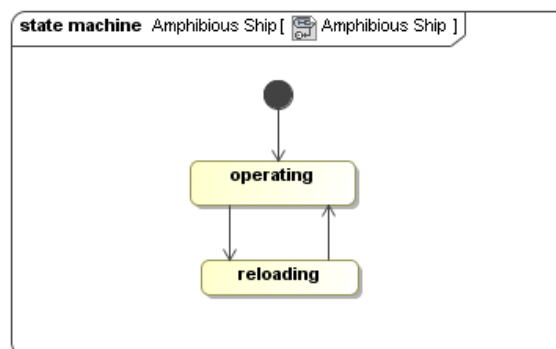 state machine Amphibious Ship [ Amphibious Ship ]
operating
reloading